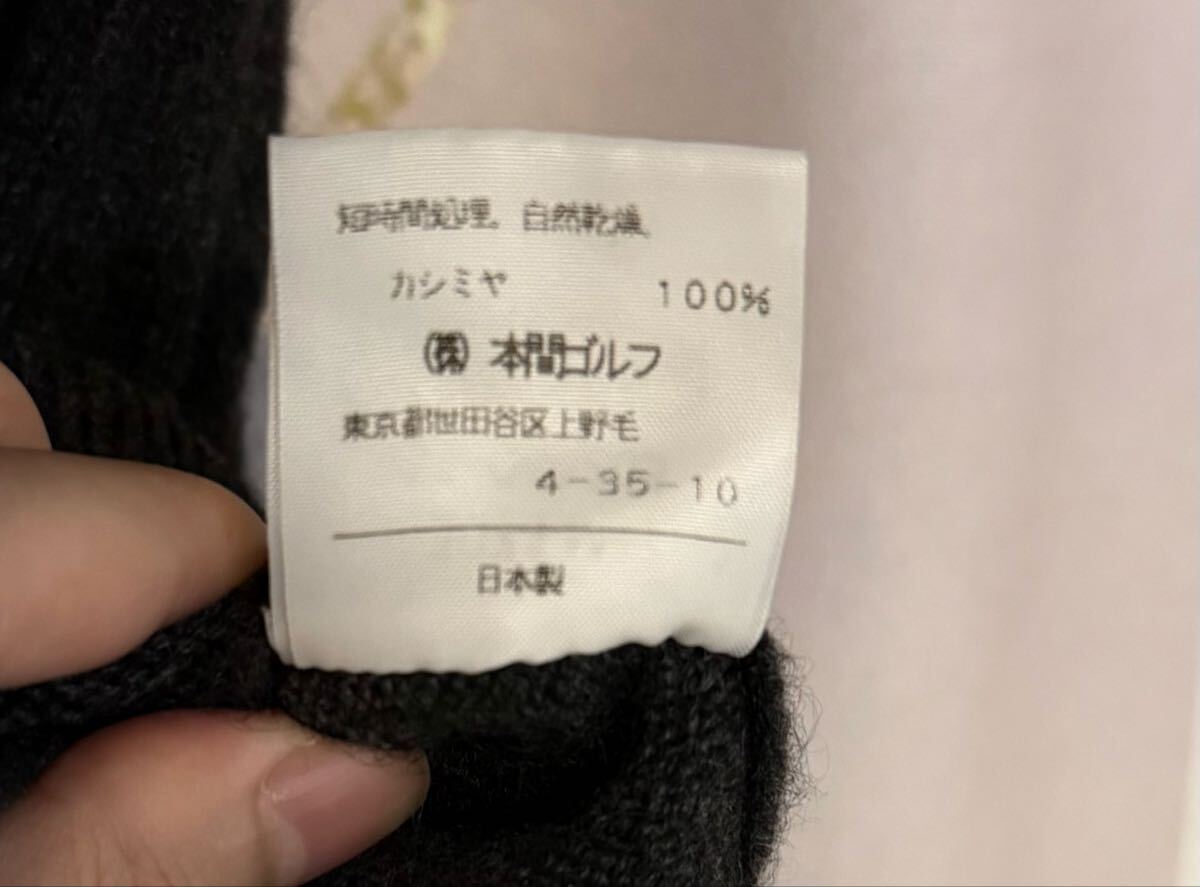 短時間処理。自然乾燥、
カシミヤ 100%
㈱ 本間ゴルフ
東京都世田谷区上野毛
4-35-10
日本製